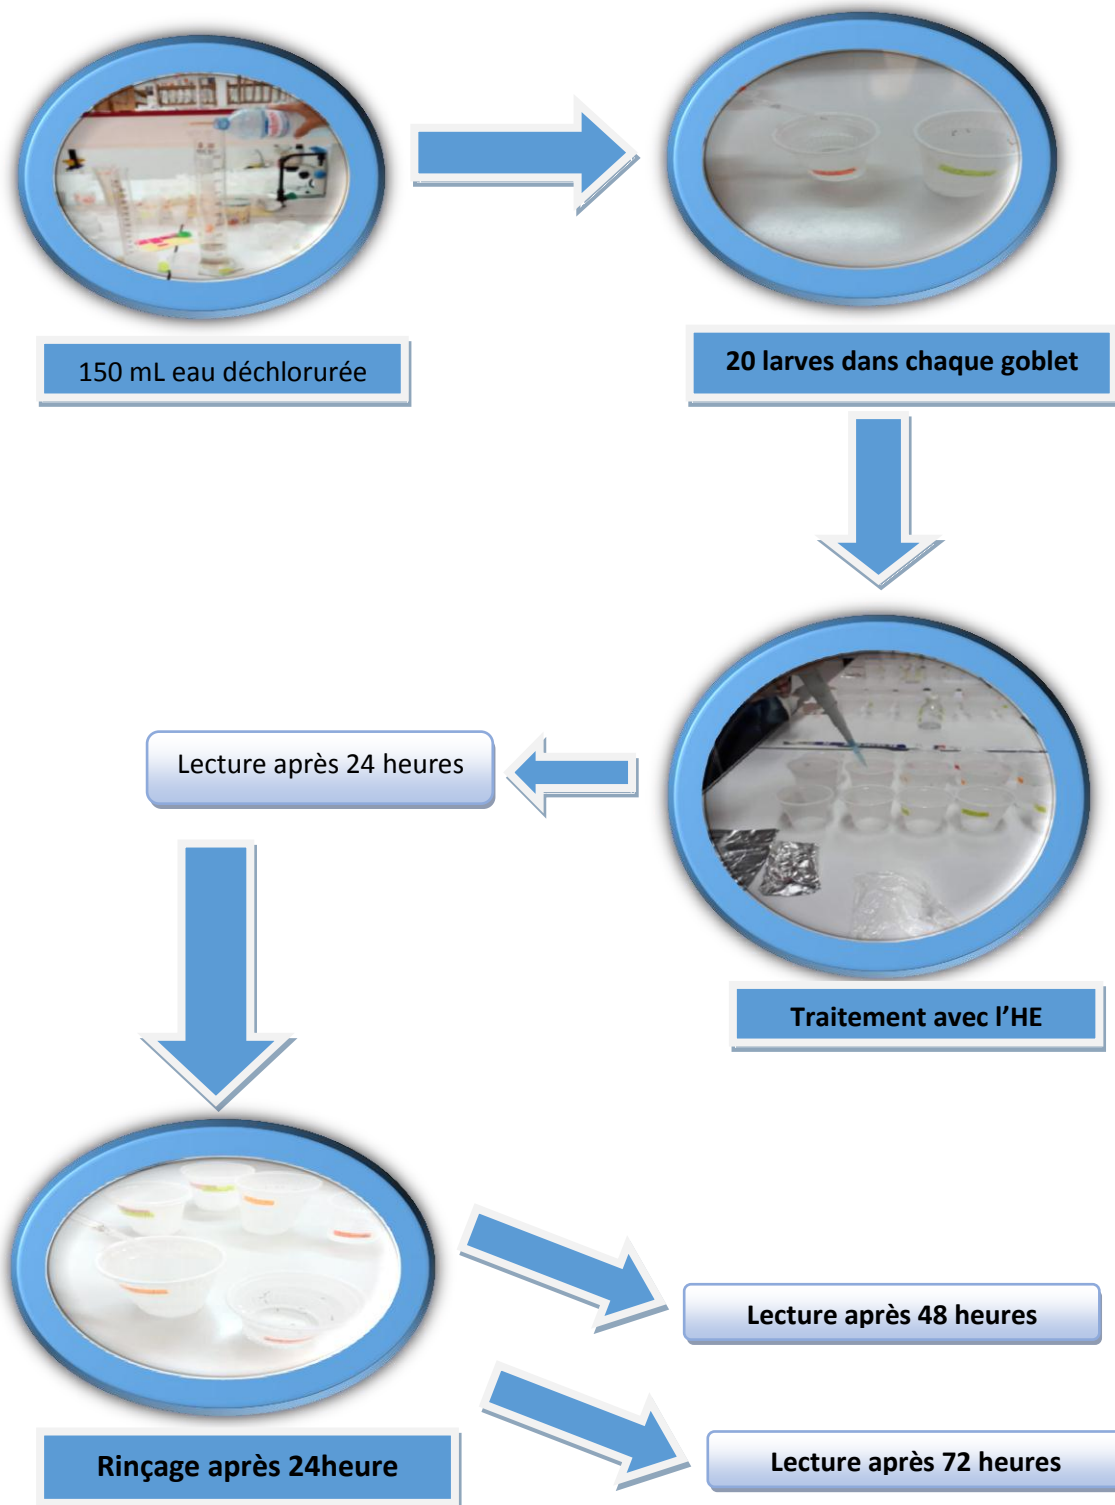 150 mL eau déchlorurée
20 larves dans chaque goblet
Lecture après 24 heures
Traitement avec l’HE
Lecture après 48 heures
Rinçage après 24heure
Lecture après 72 heures